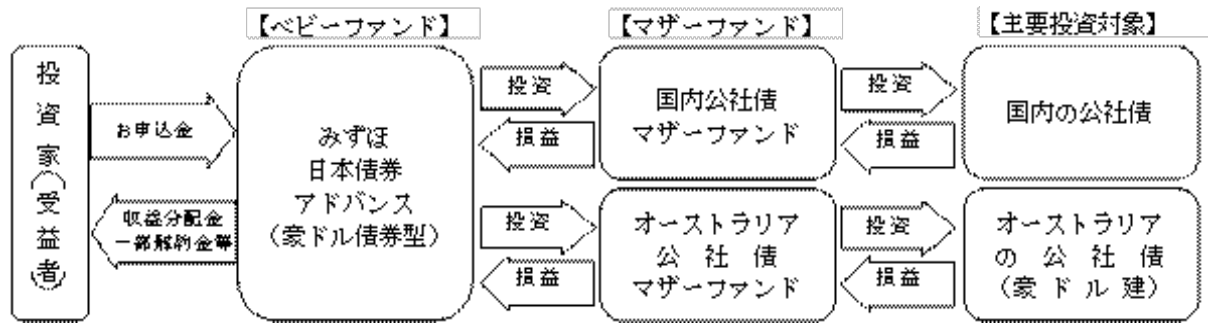 【ベビーファンド】
【マザーファンド】
【主要投資対象】
投資家(受益者)
お申込金
収益分配金
一部解約金等
みずほ
日本債券
アドバンス
(豪ドル債券型)
投資
損益
国内公社債
マザーファンド
投資
損益
国内の公社債
投資
損益
オーストラリア
公社債
マザーファンド
投資
損益
オーストラリア
の公社債
(豪ドル建)